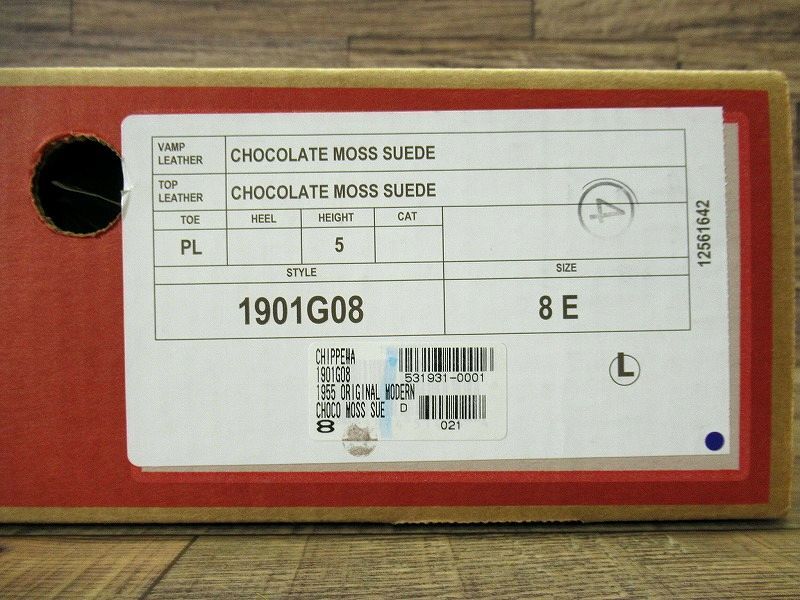 VAMP LEATHER CHOCOLATE MOSS SUEDE
TOP LEATHER CHOCOLATE MOSS SUEDE
TOE HEEL HEIGHT CAT
PL 5
4
STYLE SIZE
1901G08 8 E
12561642
L
CHIPPEWA
1901G08 531931-0001
1955 ORIGINAL MODERN
CHOCO MOSS SUE D
8 021